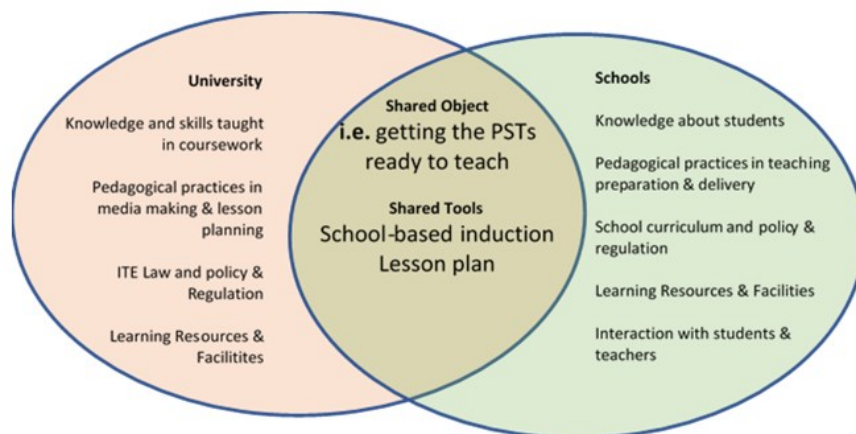 University
Knowledge and skills taught
in coursework
Pedagogical practices in
media making & lesson
planning
ITE Law and policy &
Regulation
Learning Resources &
Facilitites
Shared Object
i.e. getting the PSTs
ready to teach
Shared Tools
School-based induction
Lesson plan
Schools
Knowledge about students
Pedagogical practices in teaching
preparation & delivery
School curriculum and policy &
regulation
Learning Resources & Facilities
Interaction with students &
teachers